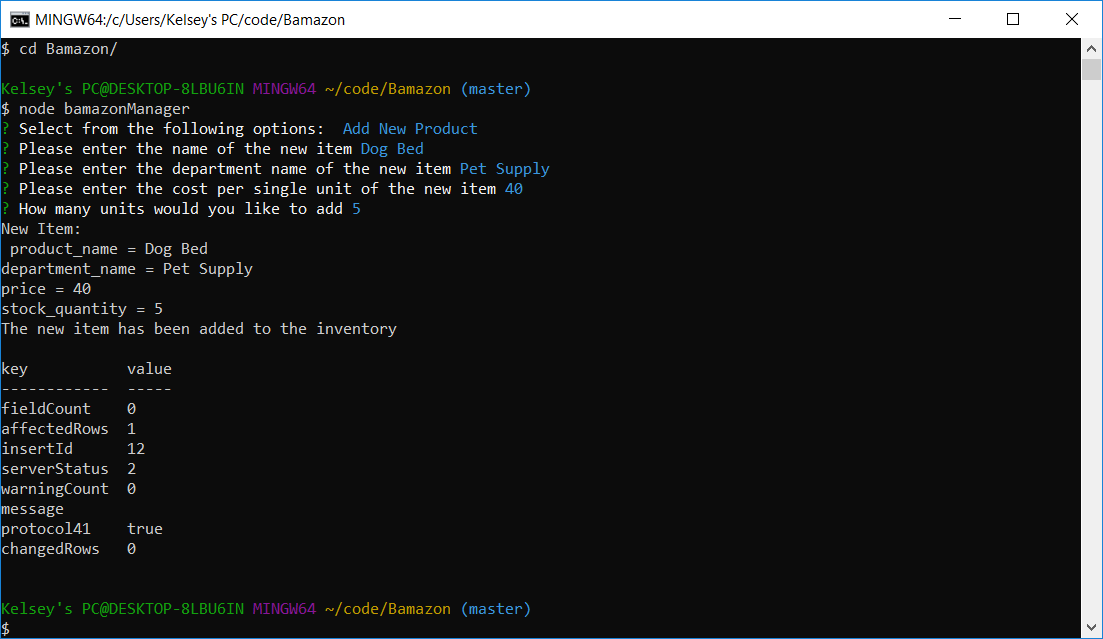 MINGW64:/c/Users/Kelsey's PC/code/Bamazon
$ cd Bamazon/
Kelsey's PC@DESKTOP-8LBU6IN MINGW64 ~/code/Bamazon (master)
$ node bamazonManager
? Select from the following options:  Add New Product
? Please enter the name of the new item Dog Bed
? Please enter the department name of the new item Pet Supply
? Please enter the cost per single unit of the new item 40
? How many units would you like to add 5
New Item:
 product_name = Dog Bed
department_name = Pet Supply
price = 40
stock_quantity = 5
The new item has been added to the inventory
key           value
------------  -----
fieldCount    0
affectedRows  1
insertId      12
serverStatus  2
warningCount  0
message
protocol41    true
changedRows   0
Kelsey's PC@DESKTOP-8LBU6IN MINGW64 ~/code/Bamazon (master)
$